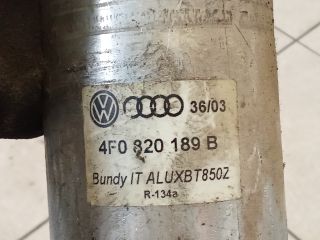 36/03
4F0 820 189 B
Bundy IT ALUXBT850Z
R-134a